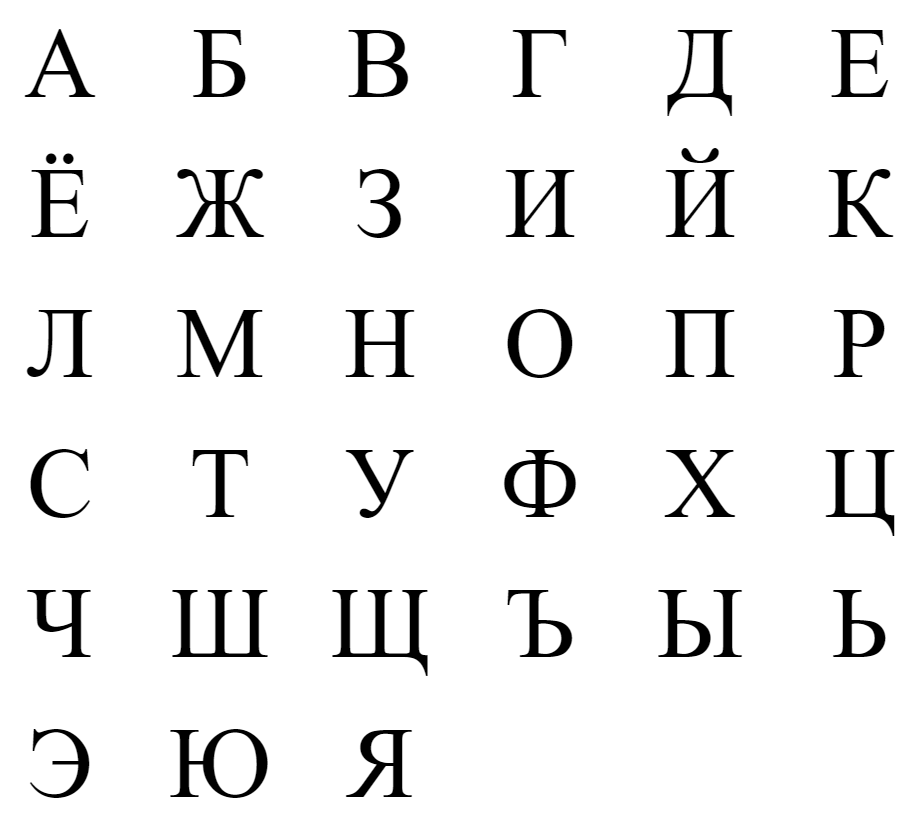 А Б В Г Д Е
Ё Ж З И Й К
Л М Н О П Р
С Т У Ф Х Ц
Ч Ш Щ Ъ Ы Ь
Э Ю Я